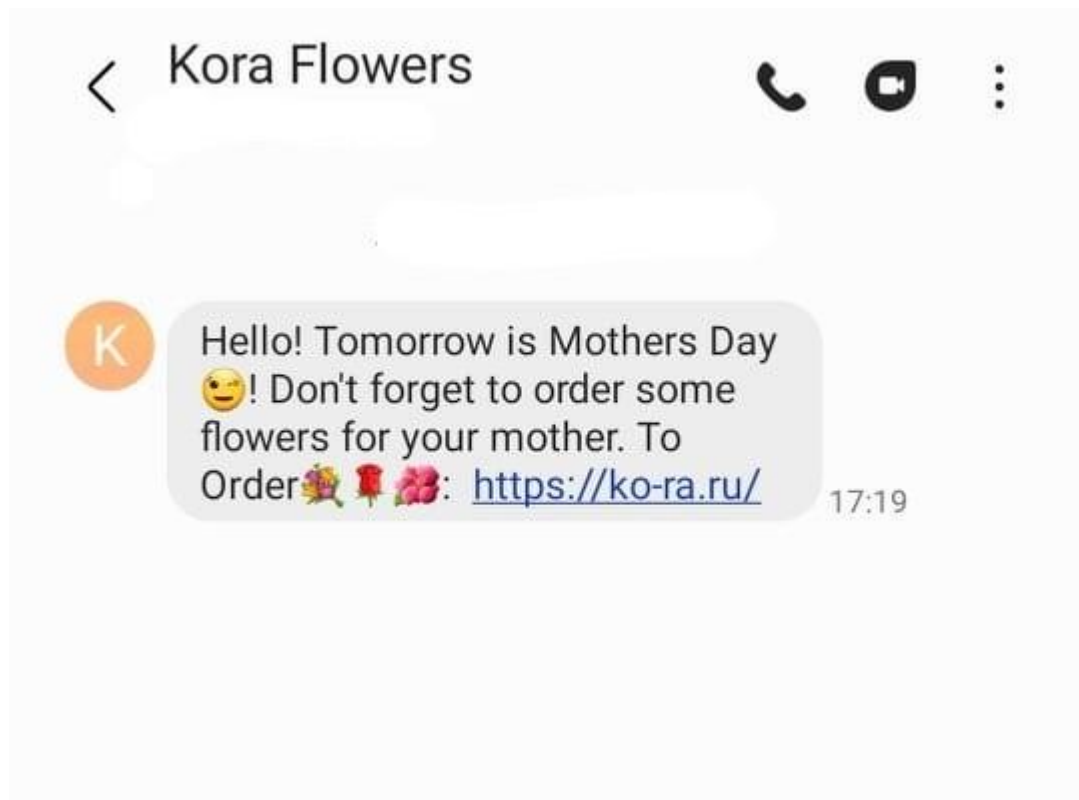 Kora Flowers
K
Hello! Tomorrow is Mothers Day
😉! Don't forget to order some
flowers for your mother. To
Order💐🌹🌺: https://ko-ra.ru/
17:19